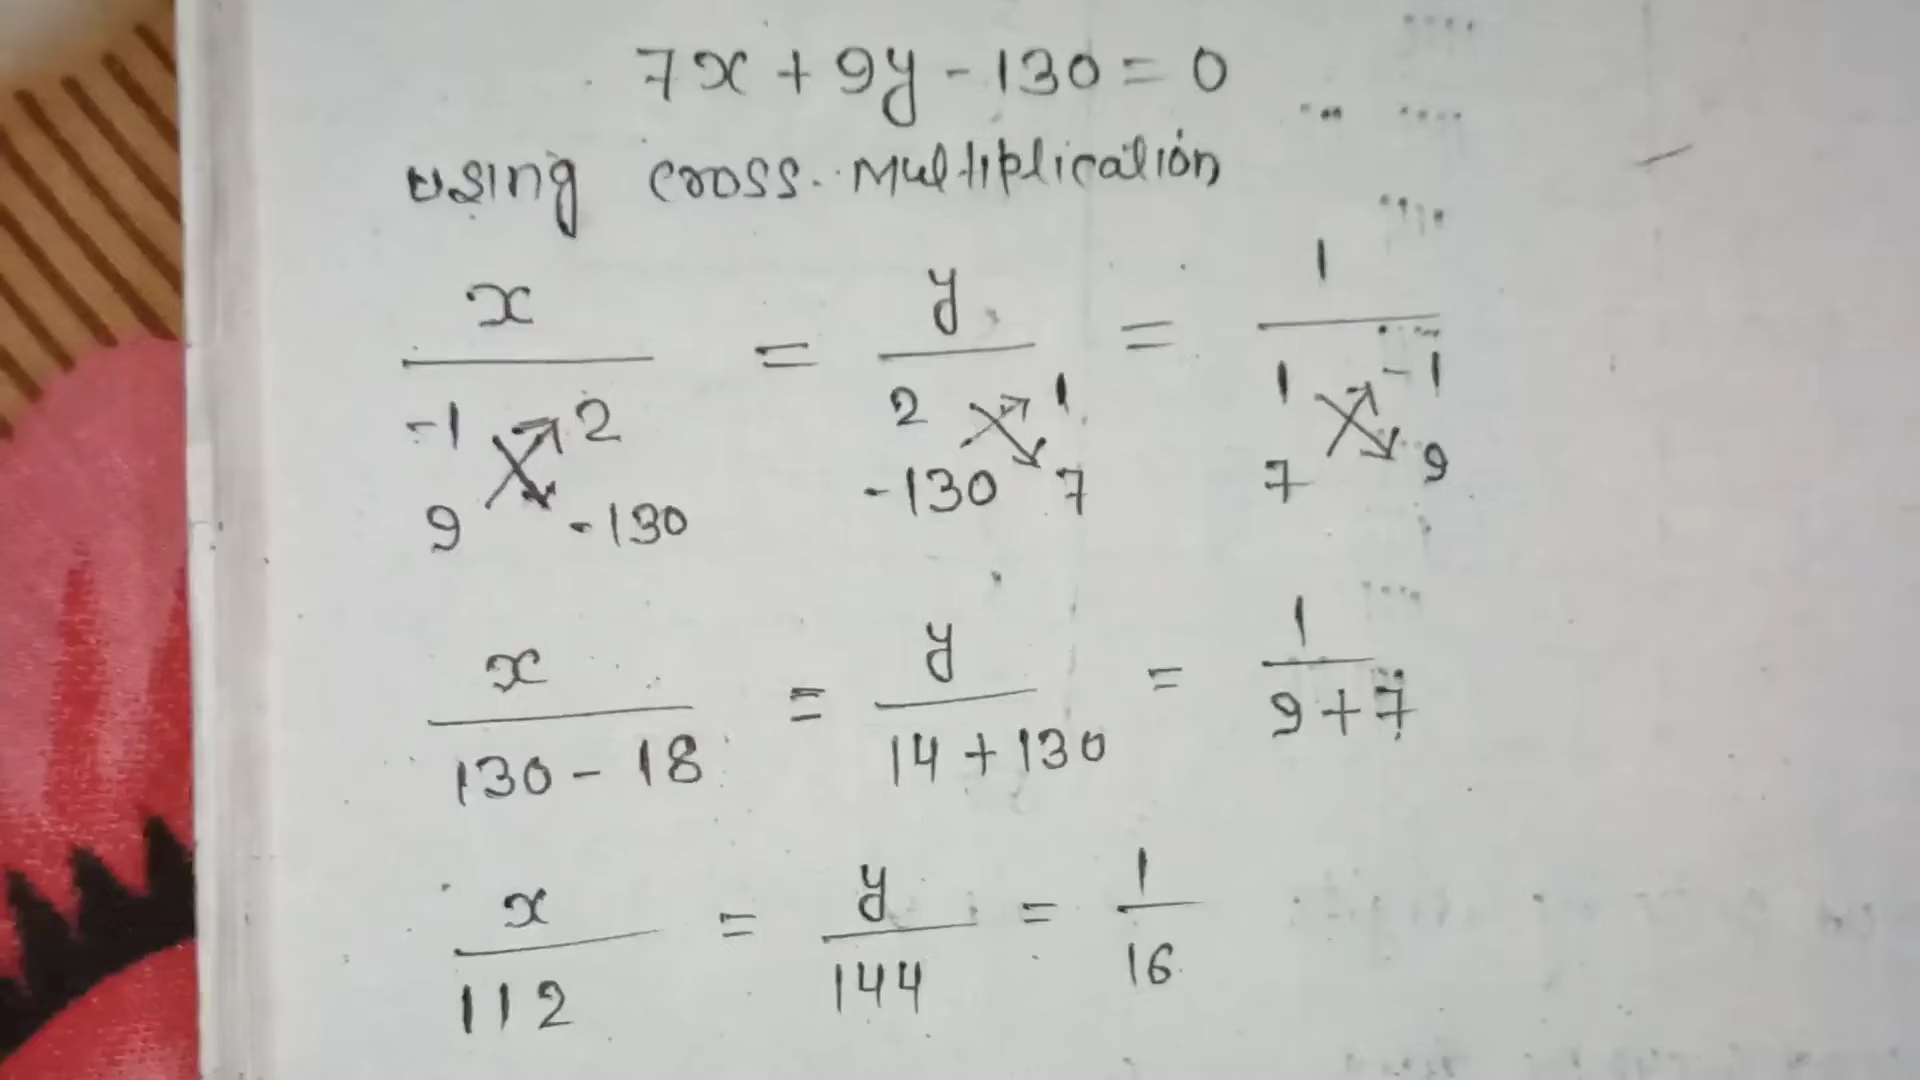 7x + 9y - 130 = 0
using cross. Multiplication
x = y = 1
-1 2 2 1 1 -1
9 -130 -130 7 7 9
x = y = 1
130 - 18 14 + 130 9 + 7
x = y = 1
112 144 16